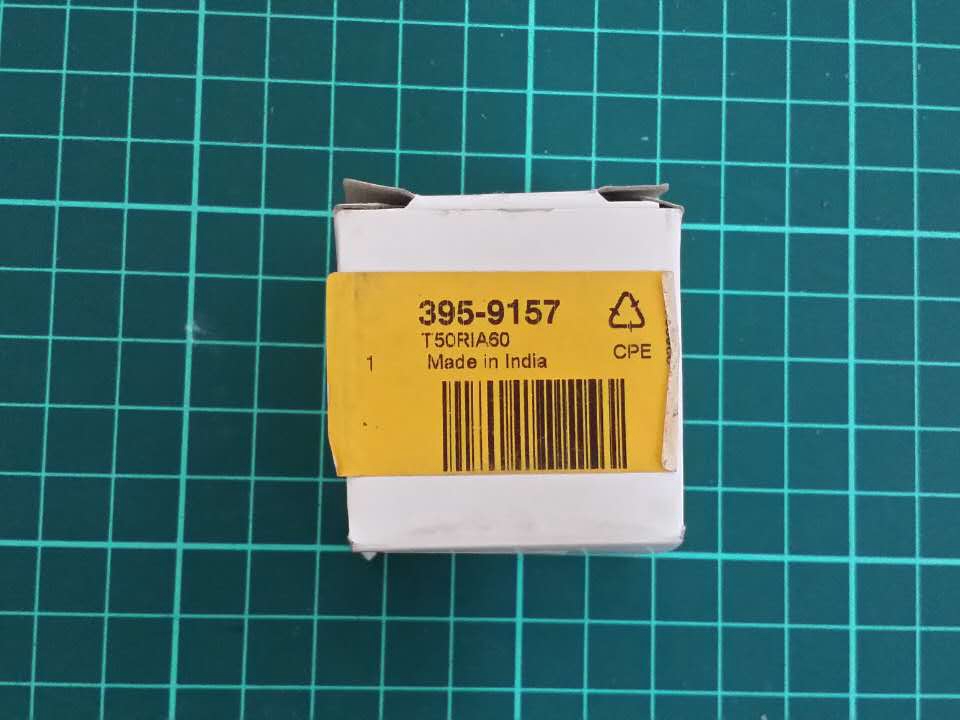 395-9157
T50RIA60
1 Made in India
CPE